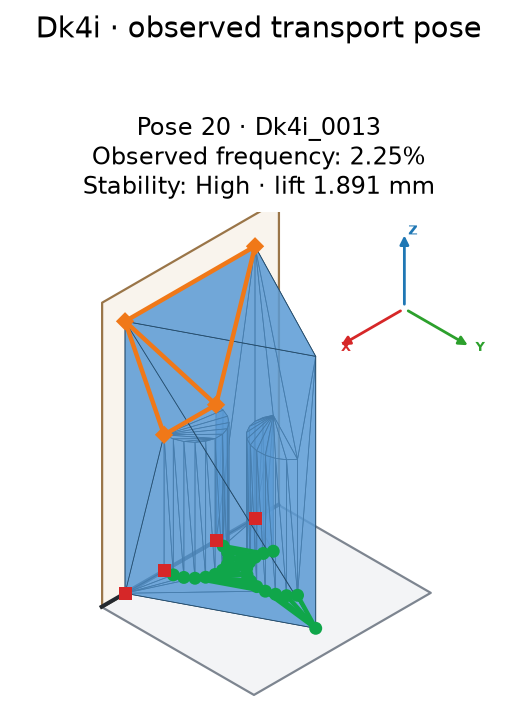 Dk4i · observed transport pose
Pose 20 · Dk4i_0013
Observed frequency: 2.25%
Stability: High · lift 1.891 mm
Z
X
Y